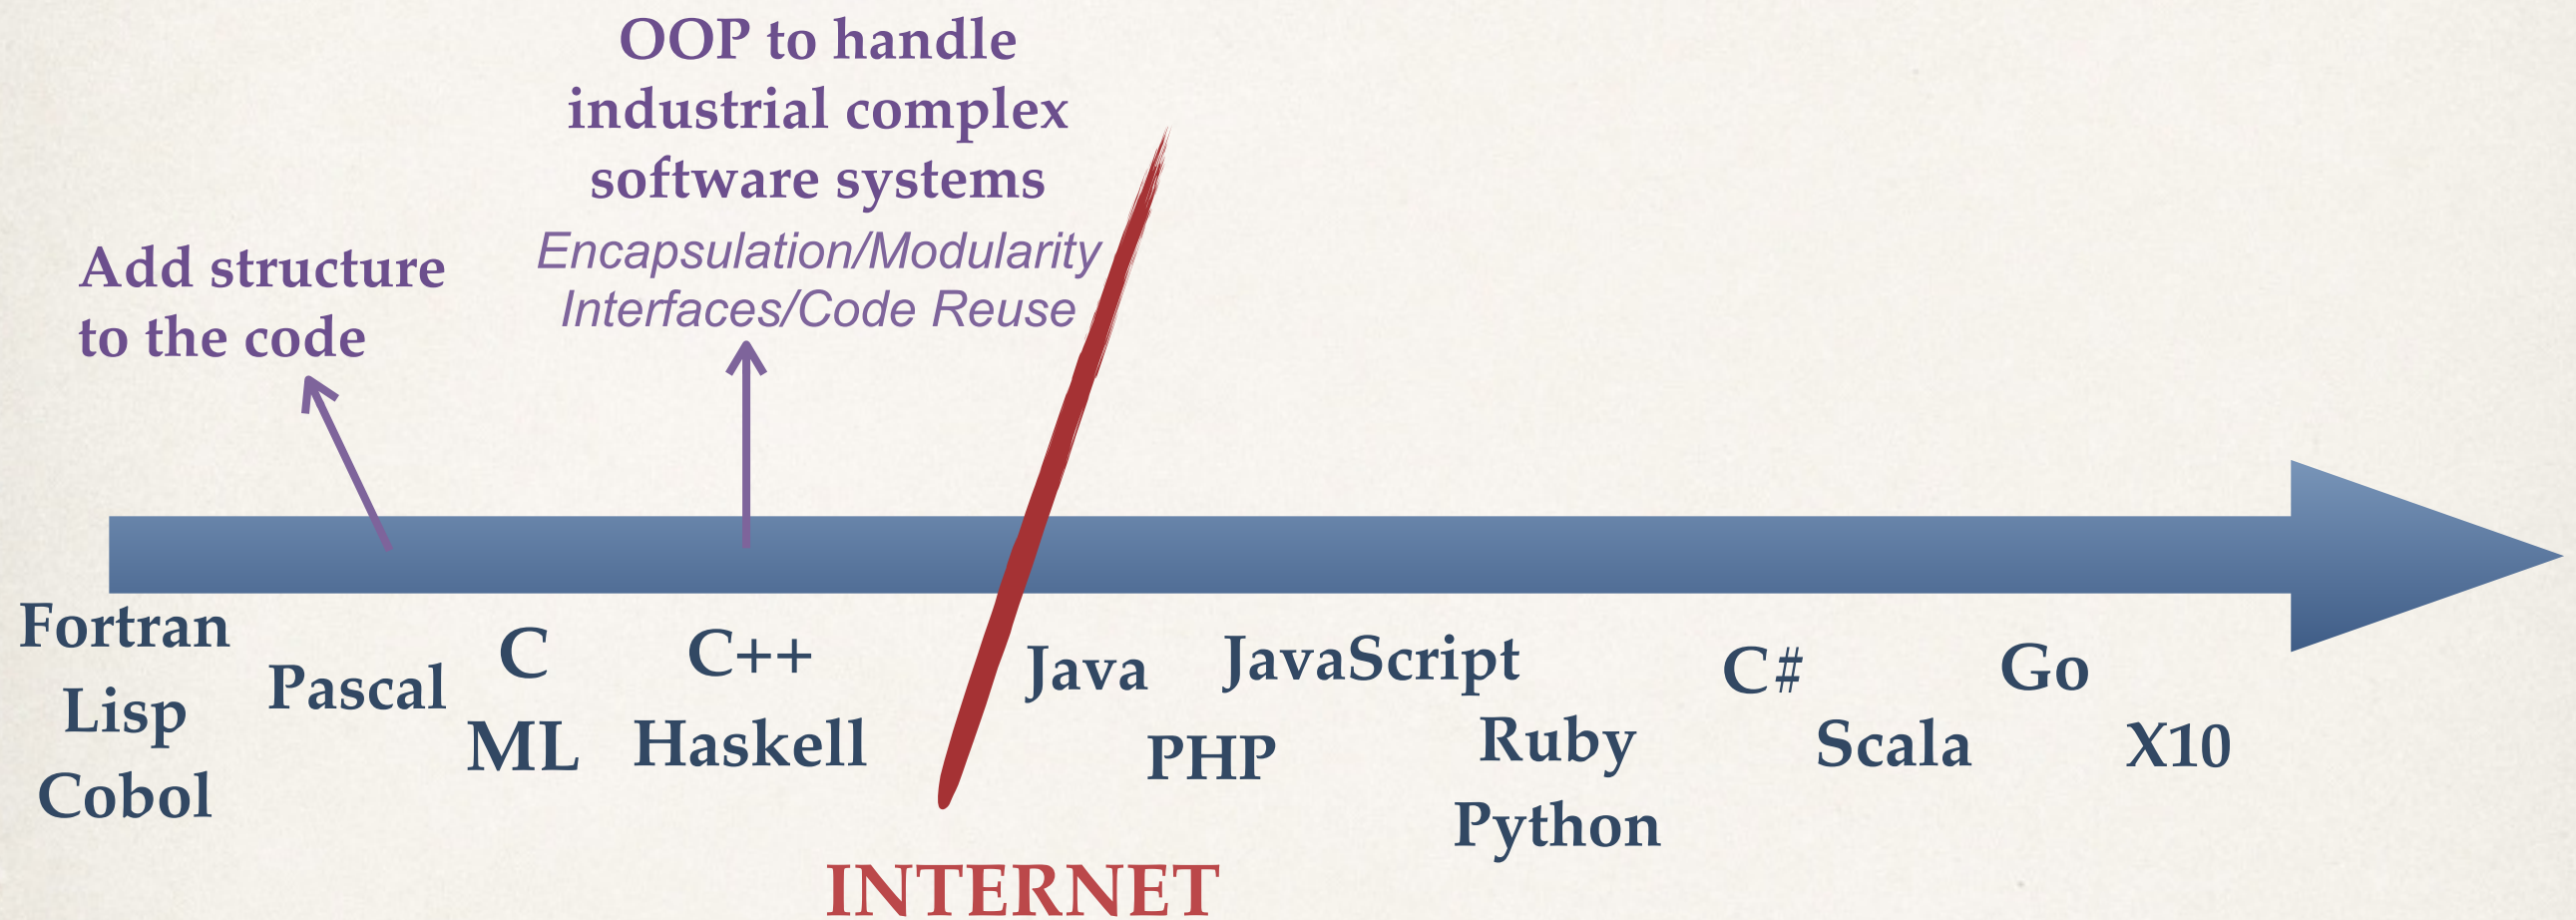 OOP to handle
industrial complex
software systems
Encapsulation/Modularity
Interfaces/Code Reuse
Add structure
to the code
Fortran
Lisp
Cobol
Pascal
C
ML
C++
Haskell
INTERNET
Java
PHP
JavaScript
Ruby
Python
C#
Scala
Go
X10